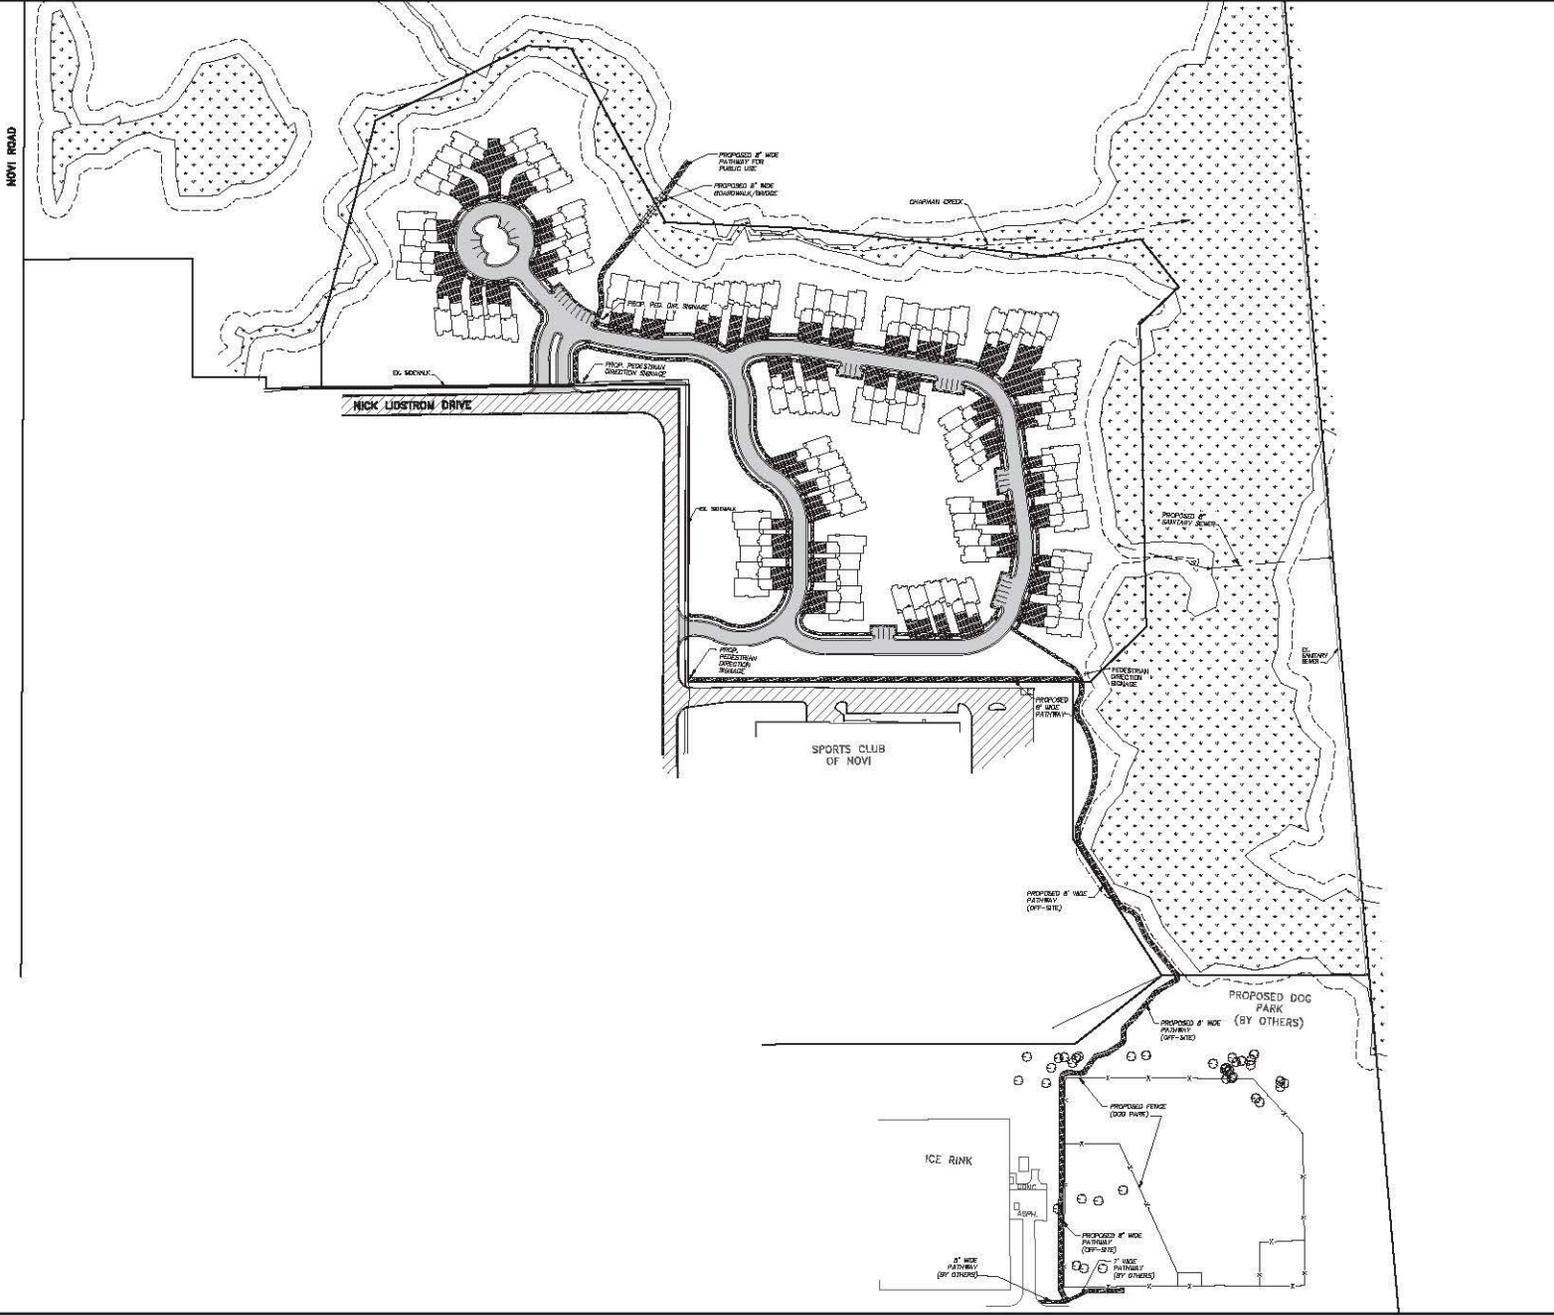 NOVI ROAD
PROPOSED 8' WIDE
PATHWAY FOR
PUBLIC USE
PROPOSED 8' WIDE
BOARDWALK/BRIDGE
CHAPMAN CREEK
PROP. PED. DIR. SIGNAGE
EX. SIDEWALK
PROP. PEDESTRIAN
DIRECTION SIGNAGE
NICK LIDSTROM DRIVE
EX. SIDEWALK
PROPOSED 8"
SANITARY SEWER
EX.
SANITARY
SEWER
PROP.
PEDESTRIAN
DIRECTION
SIGNAGE
PEDESTRIAN
DIRECTION
SIGNAGE
PROPOSED
8' WIDE
PATHWAY
SPORTS CLUB
OF NOVI
PROPOSED 8' WIDE
PATHWAY
(OFF-SITE)
PROPOSED DOG
PARK
(BY OTHERS)
PROPOSED 8' WIDE
PATHWAY
(OFF-SITE)
PROPOSED FENCE
(DOG PARK)
ICE RINK
CONC.
ASPH.
PROPOSED 8' WIDE
PATHWAY
(OFF-SITE)
8' WIDE
PATHWAY
(BY OTHERS)
7' WIDE
PATHWAY
(BY OTHERS)